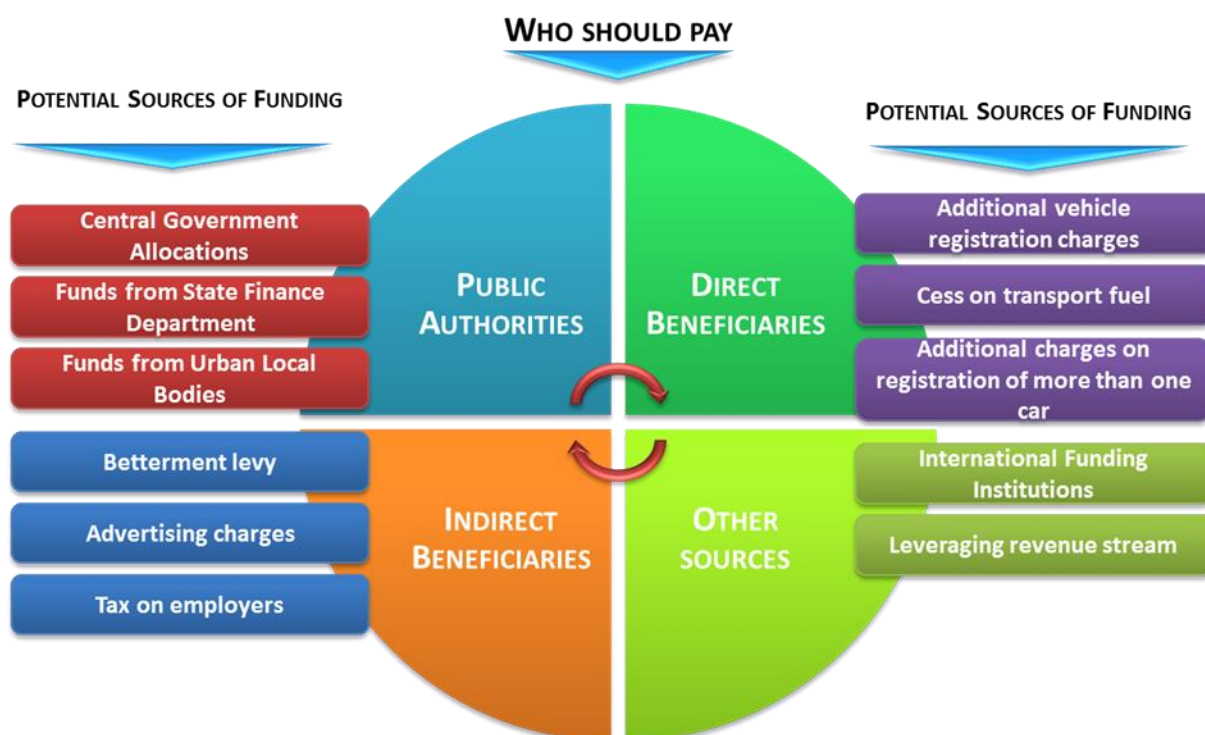 WHO SHOULD PAY
POTENTIAL SOURCES OF FUNDING
Central Government
Allocations
Funds from State Finance
Department
Funds from Urban Local
Bodies
Betterment levy
Advertising charges
Tax on employers
PUBLIC
AUTHORITIES
DIRECT
BENEFICIARIES
INDIRECT
BENEFICIARIES
OTHER
SOURCES
POTENTIAL SOURCES OF FUNDING
Additional vehicle
registration charges
Cess on transport fuel
Additional charges on
registration of more than one
car
International Funding
Institutions
Leveraging revenue stream